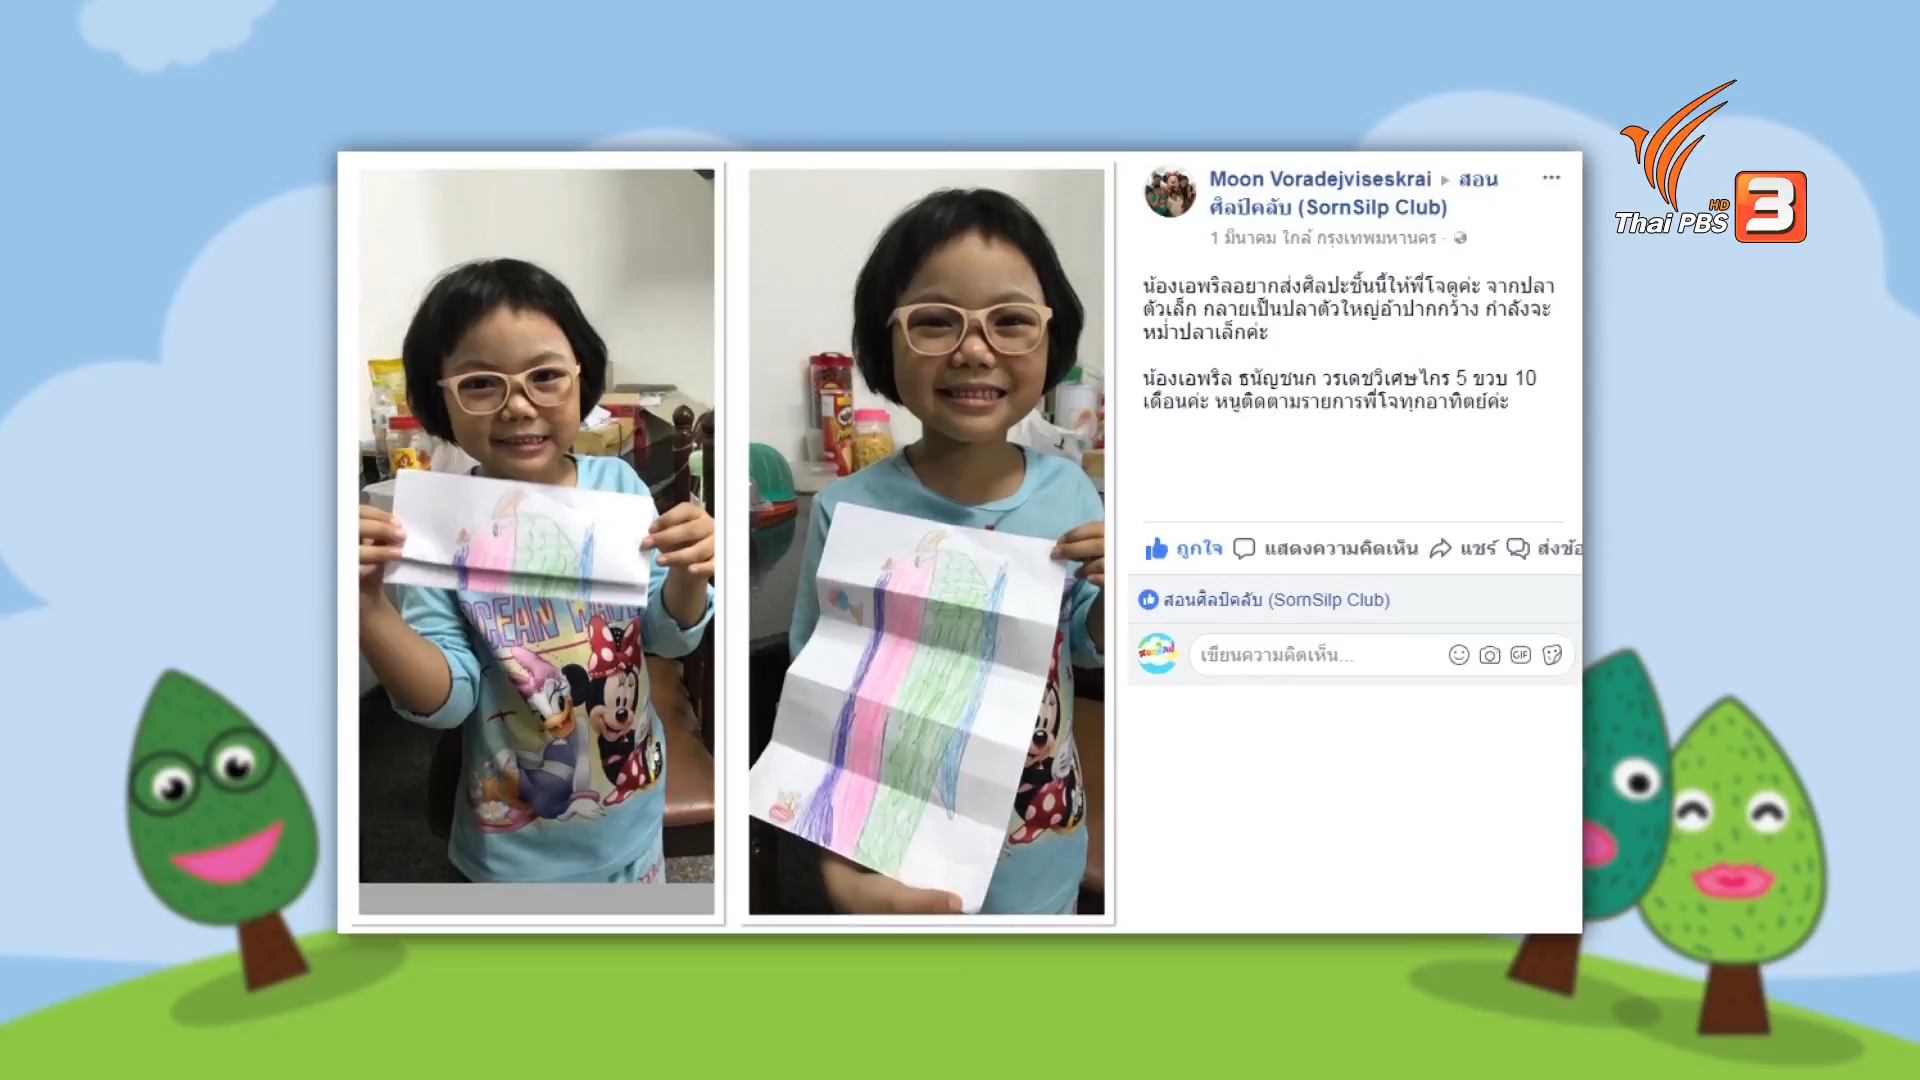 HD
Thai PBS 3
Moon Voradejviseskrai ▸ สอน
ศิลป์คลับ (SornSilp Club)
1 มีนาคม ใกล้ กรุงเทพมหานคร ·
น้องเอพริลอยากส่งศิลปะชิ้นนี้ให้พี่โจดูค่ะ จากปลา
ตัวเล็ก กลายเป็นปลาตัวใหญ่อ้าปากกว้าง กำลังจะ
หม่ำปลาเล็กค่ะ
น้องเอพริล ธนัญชนก วรเดชวิเศษไกร 5 ขวบ 10
เดือนค่ะ หนูติดตามรายการพี่โจทุกอาทิตย์ค่ะ
ถูกใจ แสดงความคิดเห็น แชร์ ส่งข้อ
สอนศิลป์คลับ (SornSilp Club)
เขียนความคิดเห็น...
GIF
OCEAN